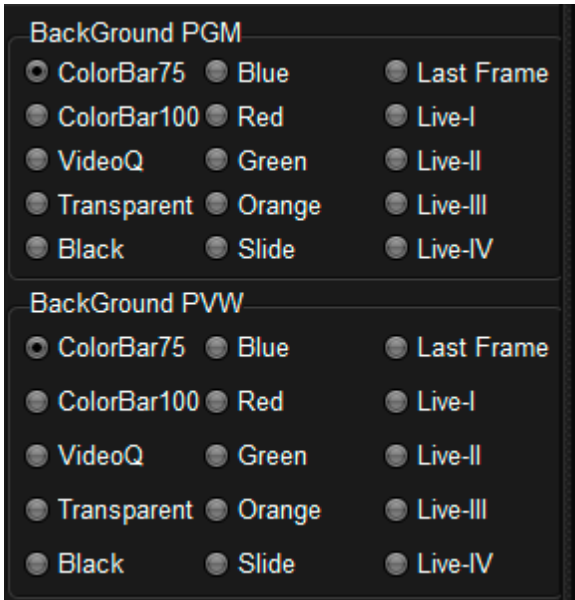 BackGround PGM
ColorBar75 Blue Last Frame
ColorBar100 Red Live-I
VideoQ Green Live-II
Transparent Orange Live-III
Black Slide Live-IV
BackGround PVW
ColorBar75 Blue Last Frame
ColorBar100 Red Live-I
VideoQ Green Live-II
Transparent Orange Live-III
Black Slide Live-IV